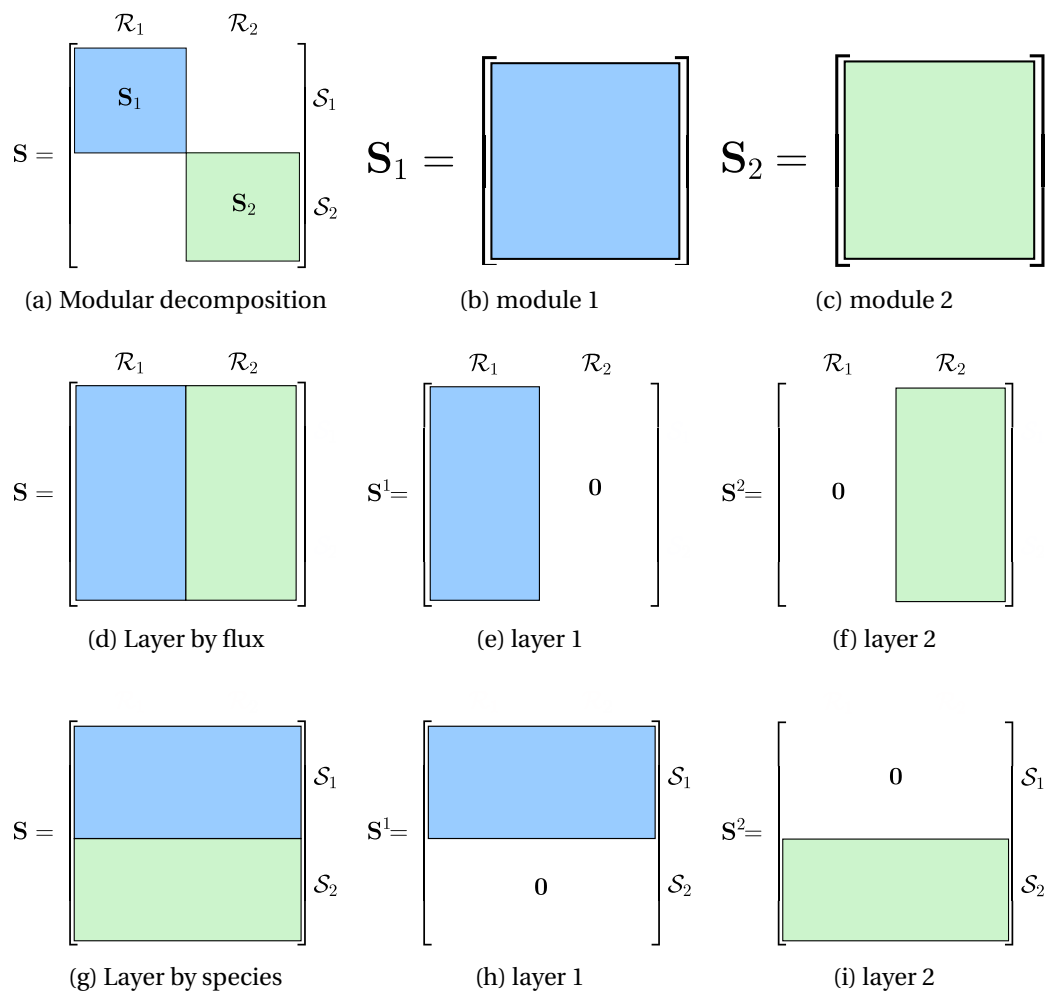 R₁ R₂
S = S₁ S₁
S₂ S₂
S₁ =
S₂ =
(a) Modular decomposition
(b) module 1
(c) module 2
R₁ R₂
R₁ R₂
R₁ R₂
S =
S¹= 0
S²= 0
(d) Layer by flux
(e) layer 1
(f) layer 2
S =
S¹= S₁
0 S₂
S²= 0 S₁
S₂
(g) Layer by species
(h) layer 1
(i) layer 2